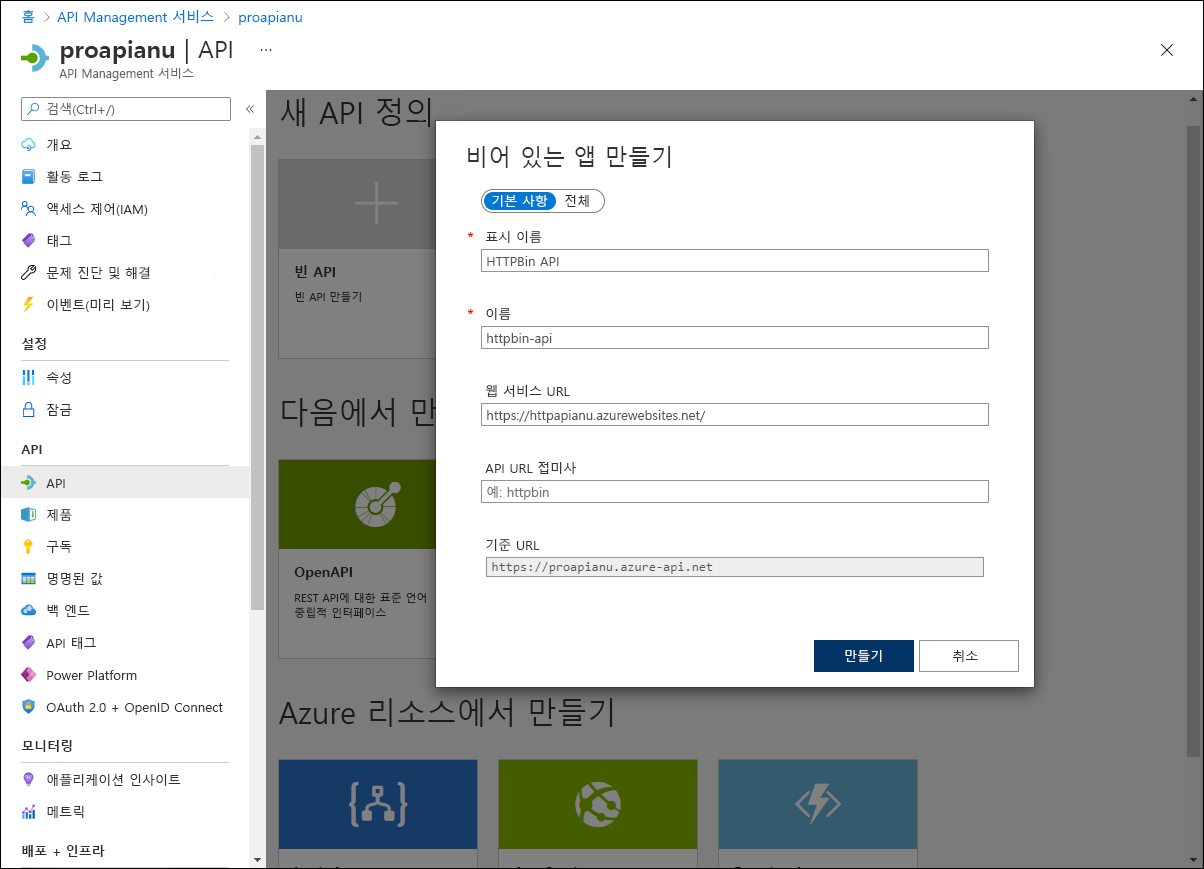 홈 > API Management 서비스 > proapianu
proapianu | API ...
API Management 서비스
검색(Ctrl+/)
«
개요
활동 로그
액세스 제어(IAM)
태그
문제 진단 및 해결
이벤트(미리 보기)
설정
속성
잠금
API
API
제품
구독
명명된 값
백 엔드
API 태그
Power Platform
OAuth 2.0 + OpenID Connect
모니터링
애플리케이션 인사이트
메트릭
배포 + 인프라
새 API 정의
빈 API
빈 API 만들기
다음에서 만
OpenAPI
REST API에 대한 표준 언어
중립적 인터페이스
Azure 리소스에서 만들기
비어 있는 앱 만들기
기본 사항 전체
* 표시 이름
HTTPBin API
* 이름
httpbin-api
웹 서비스 URL
https://httpapianu.azurewebsites.net/
API URL 접미사
예: httpbin
기준 URL
https://proapianu.azure-api.net
만들기 취소